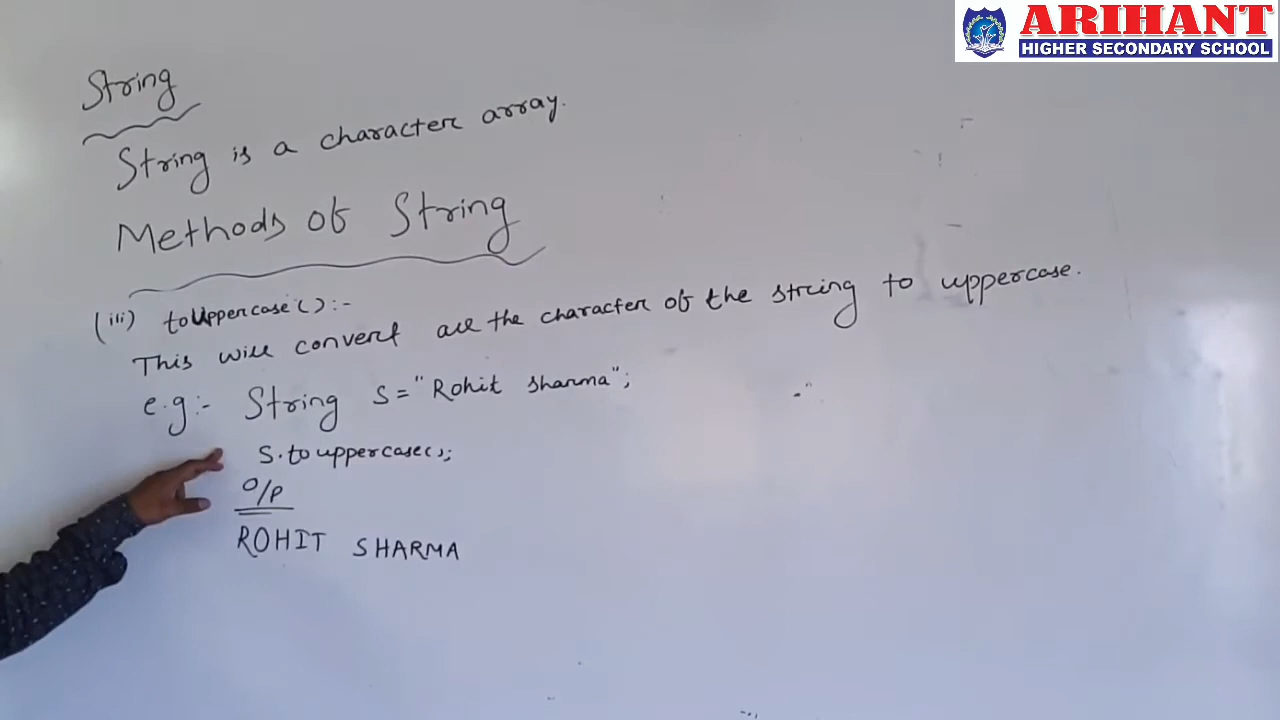 ARIHANT
HIGHER SECONDARY SCHOOL
String
String is a character array.
Methods of String
(iii) toUppercase():-
This will convert all the character of the string to uppercase.
e.g:- String S="Rohit Sharma";
S.touppercase();
O/P
ROHIT SHARMA